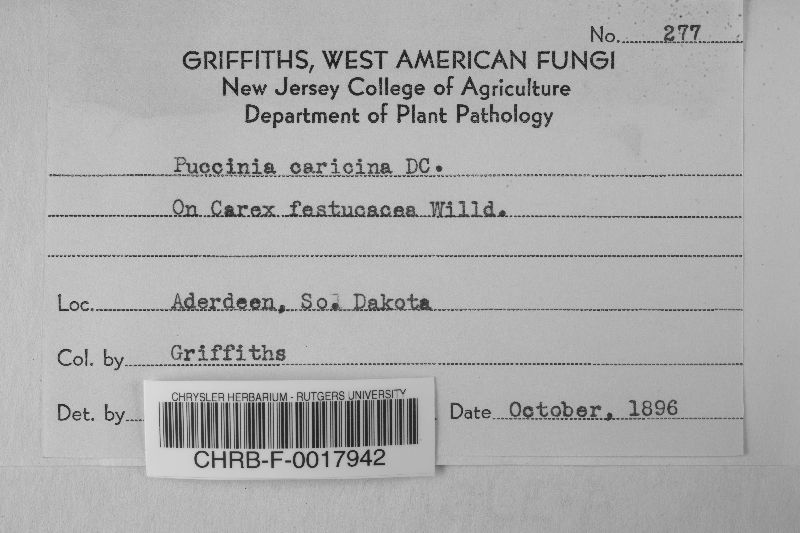 No. 277
GRIFFITHS, WEST AMERICAN FUNGI
New Jersey College of Agriculture
Department of Plant Pathology
Puccinia caricina DC.
On Carex festucacea Willd.
Loc. Aderdeen, So. Dakota
Col. by Griffiths
Det. by
Date October, 1896
CHRYSLER HERBARIUM - RUTGERS UNIVERSITY
CHRB-F-0017942